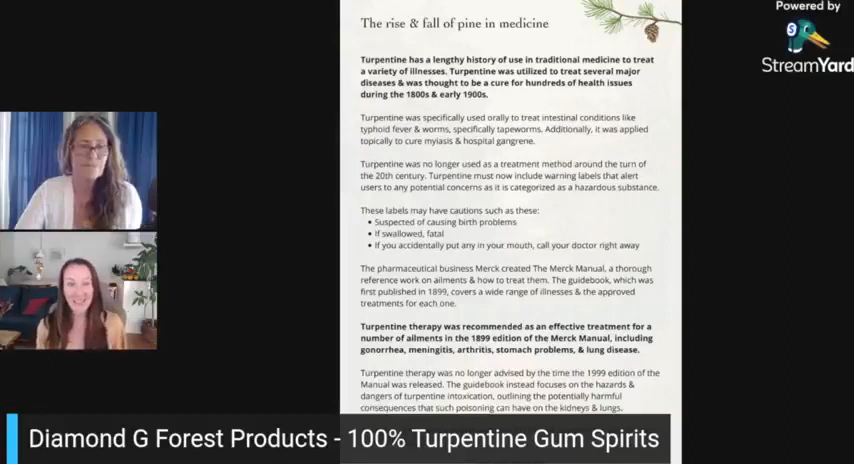 The rise & fall of pine in medicine
Turpentine has a lengthy history of use in traditional medicine to treat
a variety of illnesses. Turpentine was utilized to treat several major
diseases & was thought to be a cure for hundreds of health issues
during the 1800s & early 1900s.
Turpentine was specifically used orally to treat intestinal conditions like
typhoid fever & worms, specifically tapeworms. Additionally, it was applied
topically to cure myiasis & hospital gangrene.
Turpentine was no longer used as a treatment method around the turn of
the 20th century. Turpentine must now include warning labels that alert
users to any potential concerns as it is categorized as a hazardous substance.
These labels may have cautions such as these:
• Suspected of causing birth problems
• If swallowed, fatal
• If you accidentally put any in your mouth, call your doctor right away
The pharmaceutical business Merck created The Merck Manual, a thorough
reference work on ailments & how to treat them. The guidebook, which was
first published in 1899, covers a wide range of illnesses & the approved
treatments for each one.
Turpentine therapy was recommended as an effective treatment for a
number of ailments in the 1899 edition of the Merck Manual, including
gonorrhea, meningitis, arthritis, stomach problems, & lung disease.
Turpentine therapy was no longer advised by the time the 1999 edition of the
Manual was released. The guidebook instead focuses on the hazards &
dangers of turpentine intoxication, outlining the potentially harmful
consequences that such poisoning can have on the kidneys & lungs.
Powered by
S
StreamYard
Diamond G Forest Products - 100% Turpentine Gum Spirits